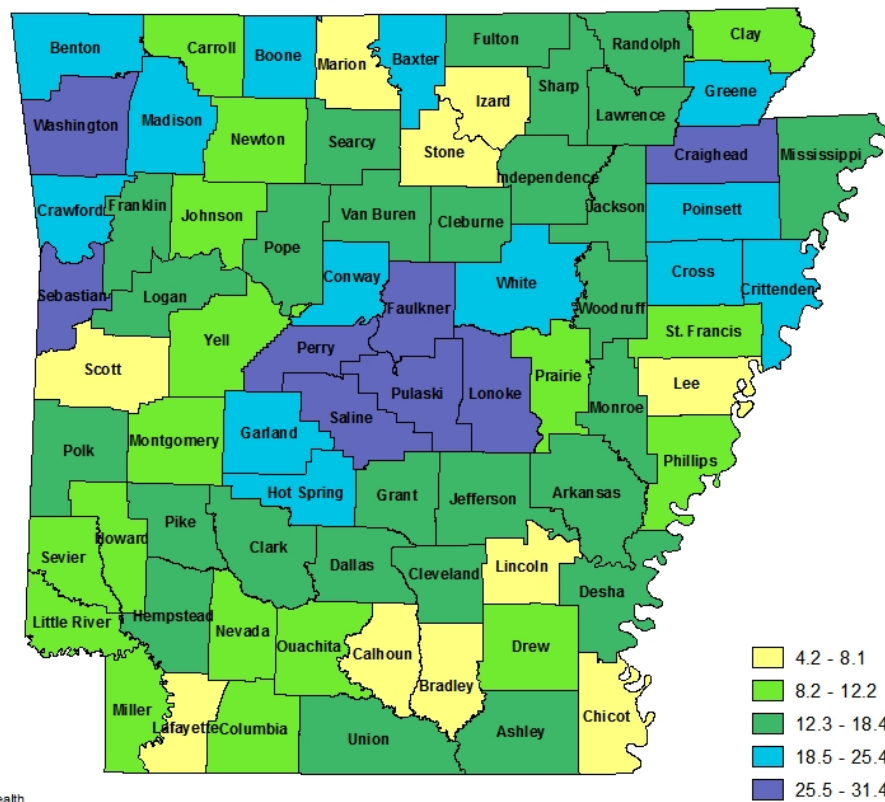 Benton
Carroll
Boone
Marion
Baxter
Fulton
Randolph
Clay
Sharp
Izard
Greene
Washington
Madison
Newton
Searcy
Stone
Lawrence
Independence
Craighead
Mississippi
Crawford
Franklin
Johnson
Pope
Van Buren
Cleburne
Jackson
Poinsett
Sebastian
Logan
Conway
Faulkner
White
Woodruff
Cross
Crittenden
Scott
Yell
Perry
Pulaski
Lonoke
Prairie
St. Francis
Lee
Monroe
Polk
Montgomery
Garland
Saline
Hot Spring
Grant
Jefferson
Arkansas
Phillips
Sevier
Howard
Pike
Clark
Dallas
Cleveland
Lincoln
Desha
Little River
Hempstead
Nevada
Ouachita
Calhoun
Bradley
Drew
Chicot
Miller
Lafayette
Columbia
Union
Ashley
4.2 - 8.1
8.2 - 12.2
12.3 - 18.4
18.5 - 25.4
25.5 - 31.4